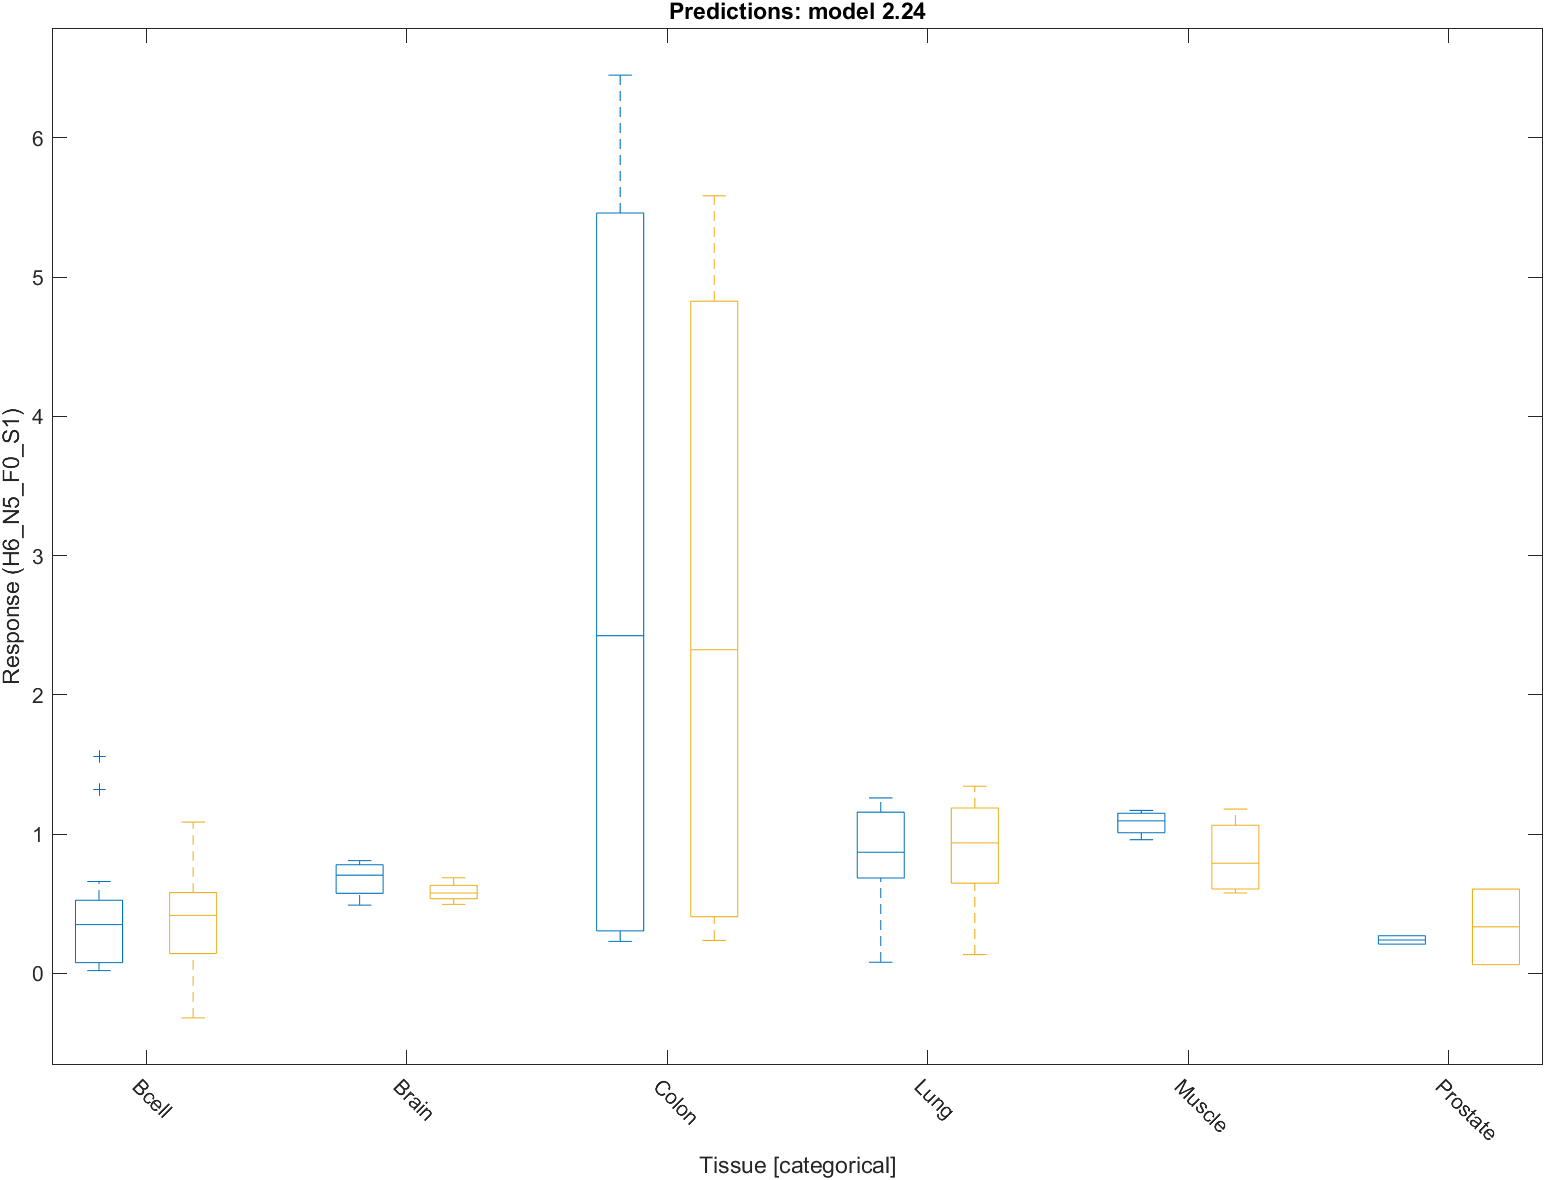 Predictions: model 2.24
Response (H6_N5_F0_S1)
6
5
4
3
2
1
0
Bcell
Brain
Colon
Lung
Muscle
Prostate
Tissue [categorical]